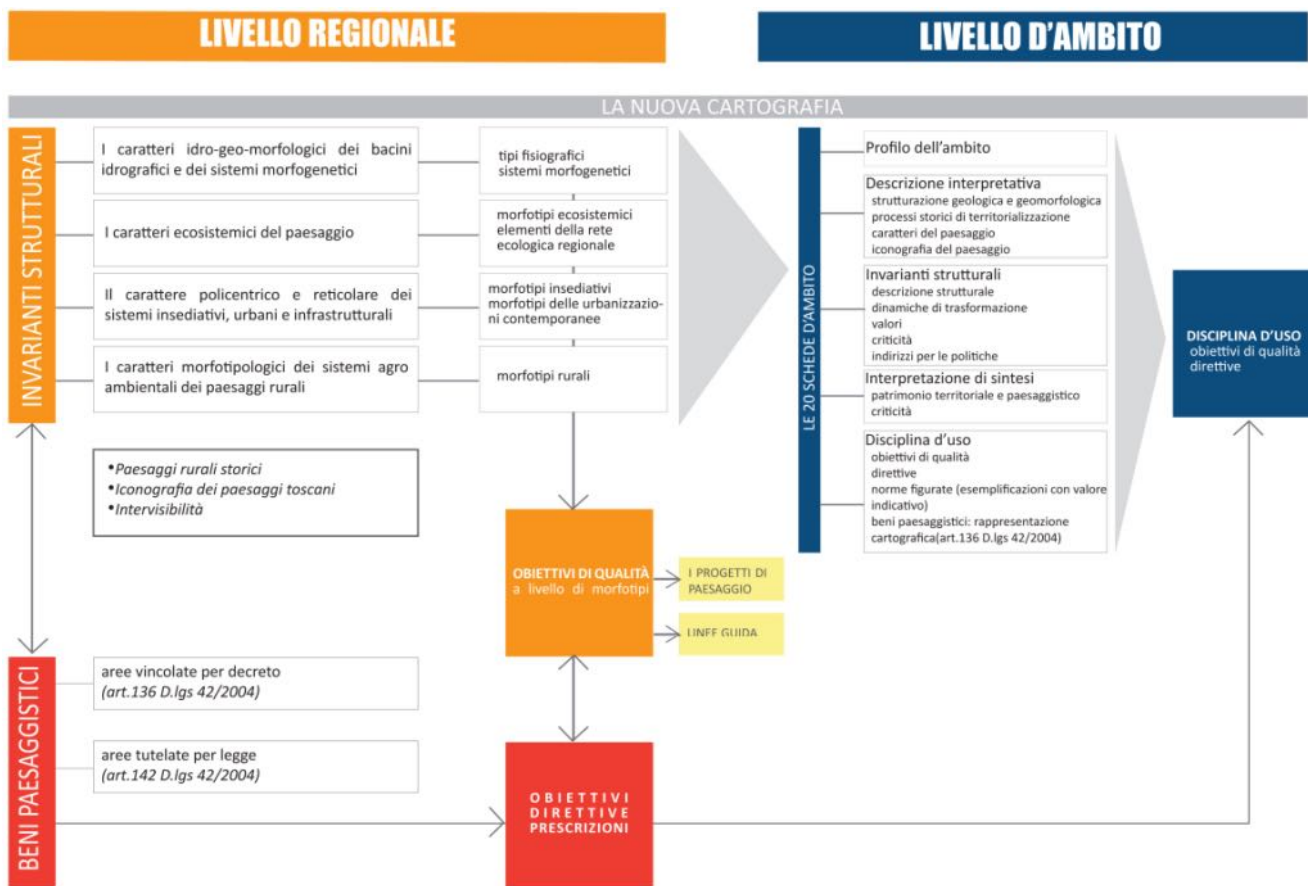 LIVELLO REGIONALE
LIVELLO D'AMBITO
LA NUOVA CARTOGRAFIA
INVARIANTI STRUTTURALI
I caratteri idro-geo-morfologici dei bacini
idrografici e dei sistemi morfogenetici
tipi fisiografici
sistemi morfogenetici
I caratteri ecosistemici del paesaggio
morfotipi ecosistemici
elementi della rete
ecologica regionale
Il carattere policentrico e reticolare dei
sistemi insediativi, urbani e infrastrutturali
morfotipi insediativi
morfotipi delle urbanizzazio-
ni contemporanee
I caratteri morfotipologici dei sistemi agro
ambientali dei paesaggi rurali
morfotipi rurali
•Paesaggi rurali storici
•Iconografia dei paesaggi toscani
•Intervisibilità
OBIETTIVI DI QUALITÀ
a livello di morfotipi
I PROGETTI DI
PAESAGGIO
LINEE GUIDA
BENI PAESAGGISTICI
aree vincolate per decreto
(art.136 D.lgs 42/2004)
aree tutelate per legge
(art.142 D.lgs 42/2004)
OBIETTIVI
DIRETTIVE
PRESCRIZIONI
LE 20 SCHEDE D'AMBITO
Profilo dell'ambito
Descrizione interpretativa
strutturazione geologica e geomorfologica
processi storici di territorializzazione
caratteri del paesaggio
iconografia del paesaggio
Invarianti strutturali
descrizione strutturale
dinamiche di trasformazione
valori
criticità
indirizzi per le politiche
Interpretazione di sintesi
patrimonio territoriale e paesaggistico
criticità
Disciplina d'uso
obiettivi di qualità
direttive
norme figurate (esemplificazioni con valore
indicativo)
beni paesaggistici: rappresentazione
cartografica(art.136 D.lgs 42/2004)
DISCIPLINA D'USO
obiettivi di qualità
direttive